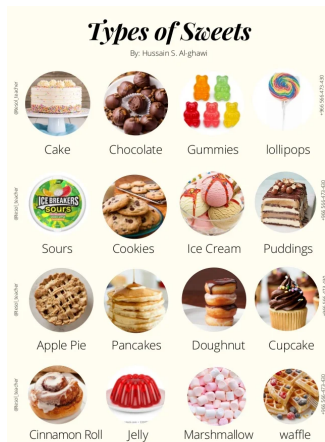 Types of Sweets
By: Hussain S. Al-ghawi
Cake
Chocolate
Gummies
lollipops
ICE BREAKERS
sours
Sours
Cookies
Ice Cream
Puddings
Apple Pie
Pancakes
Doughnut
Cupcake
Cinnamon Roll
Jelly
Marshmallow
waffle